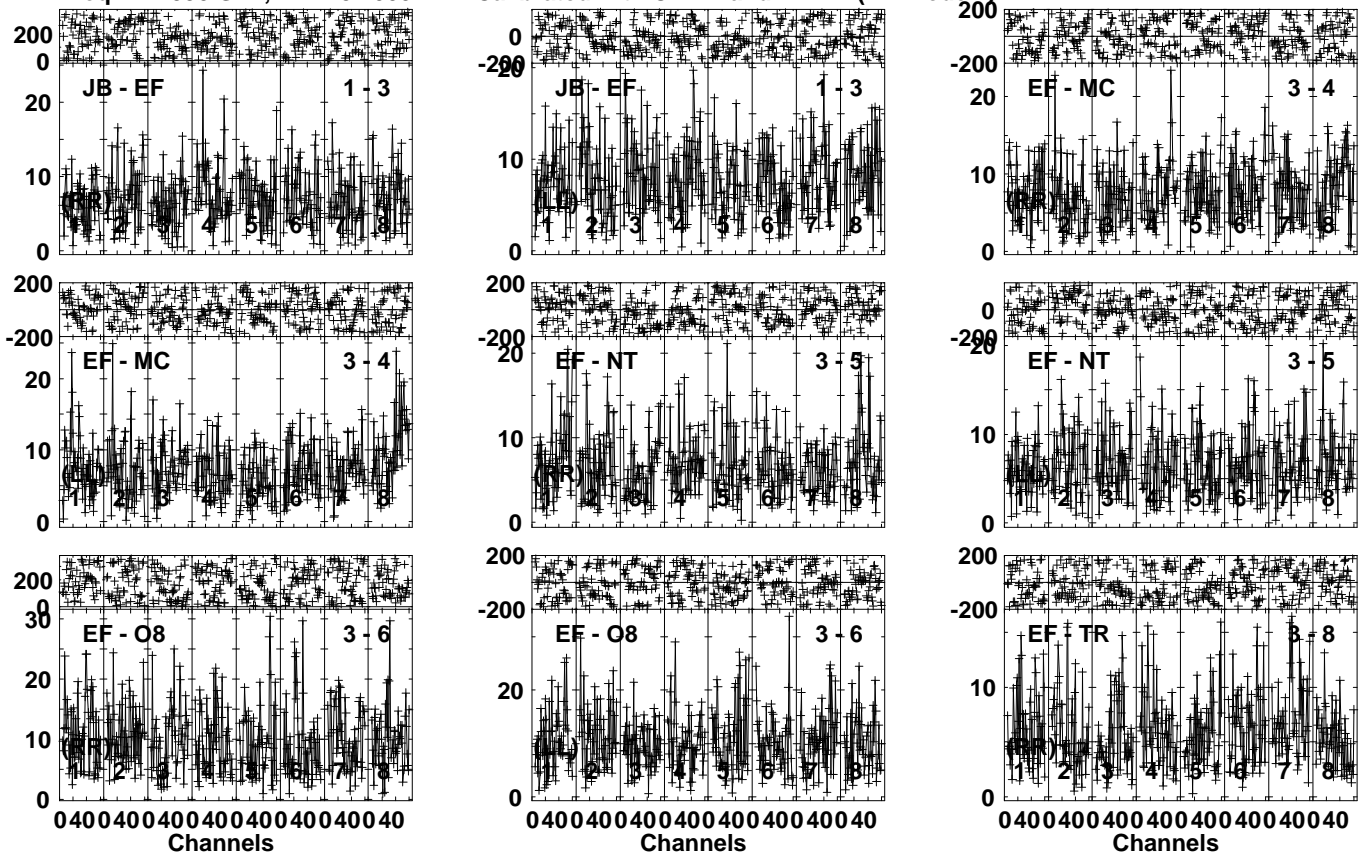 200 0 200 0 -200 200 -200
JB - EF 1 - 3 JB - EF 1 - 3 EF - MC 3 - 4
20 10 0 20 10 0 20 10 0
(RR) (LL) (RR)
1 2 3 4 5 6 7 8 1 2 3 4 5 6 7 8 1 2 3 4 5 6 7 8
200 -200 200 -200 200 0 -200
EF - MC 3 - 4 EF - NT 3 - 5 EF - NT 3 - 5
20 10 0 20 10 0 20 10 0
(LL) (RR) (LL)
1 2 3 4 5 6 7 8 1 2 3 4 5 6 7 8 1 2 3 4 5 6 7 8
200 0 200 -200 200 -200
EF - O8 3 - 6 EF - O8 3 - 6 EF - TR 3 - 8
30 20 10 0 20 0 10 0
(RR) (LL) (RR)
1 2 3 4 5 6 7 8 1 2 3 4 5 6 7 8 1 2 3 4 5 6 7 8
0 40 0 40 0 40 0 40 0 40 0 40 0 40 0 40 0 40 0 40 0 40 0 40 0 40 0 40 0 40 0 40 0 40 0 40 0 40 0 40 0 40 0 40 0 40 0 40
Channels Channels Channels